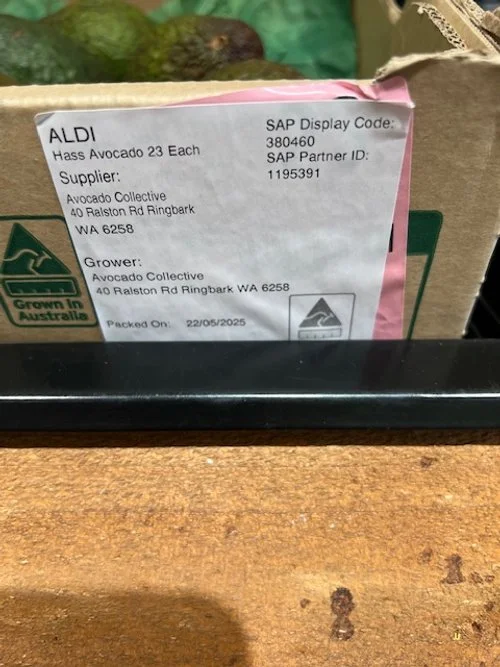 ALDI
Hass Avocado 23 Each
Supplier:
Avocado Collective
40 Ralston Rd Ringbark
WA 6258
SAP Display Code:
380460
SAP Partner ID:
1195391
Grower:
Avocado Collective
40 Ralston Rd Ringbark WA 6258
Packed On: 22/05/2025
Grown in
Australia